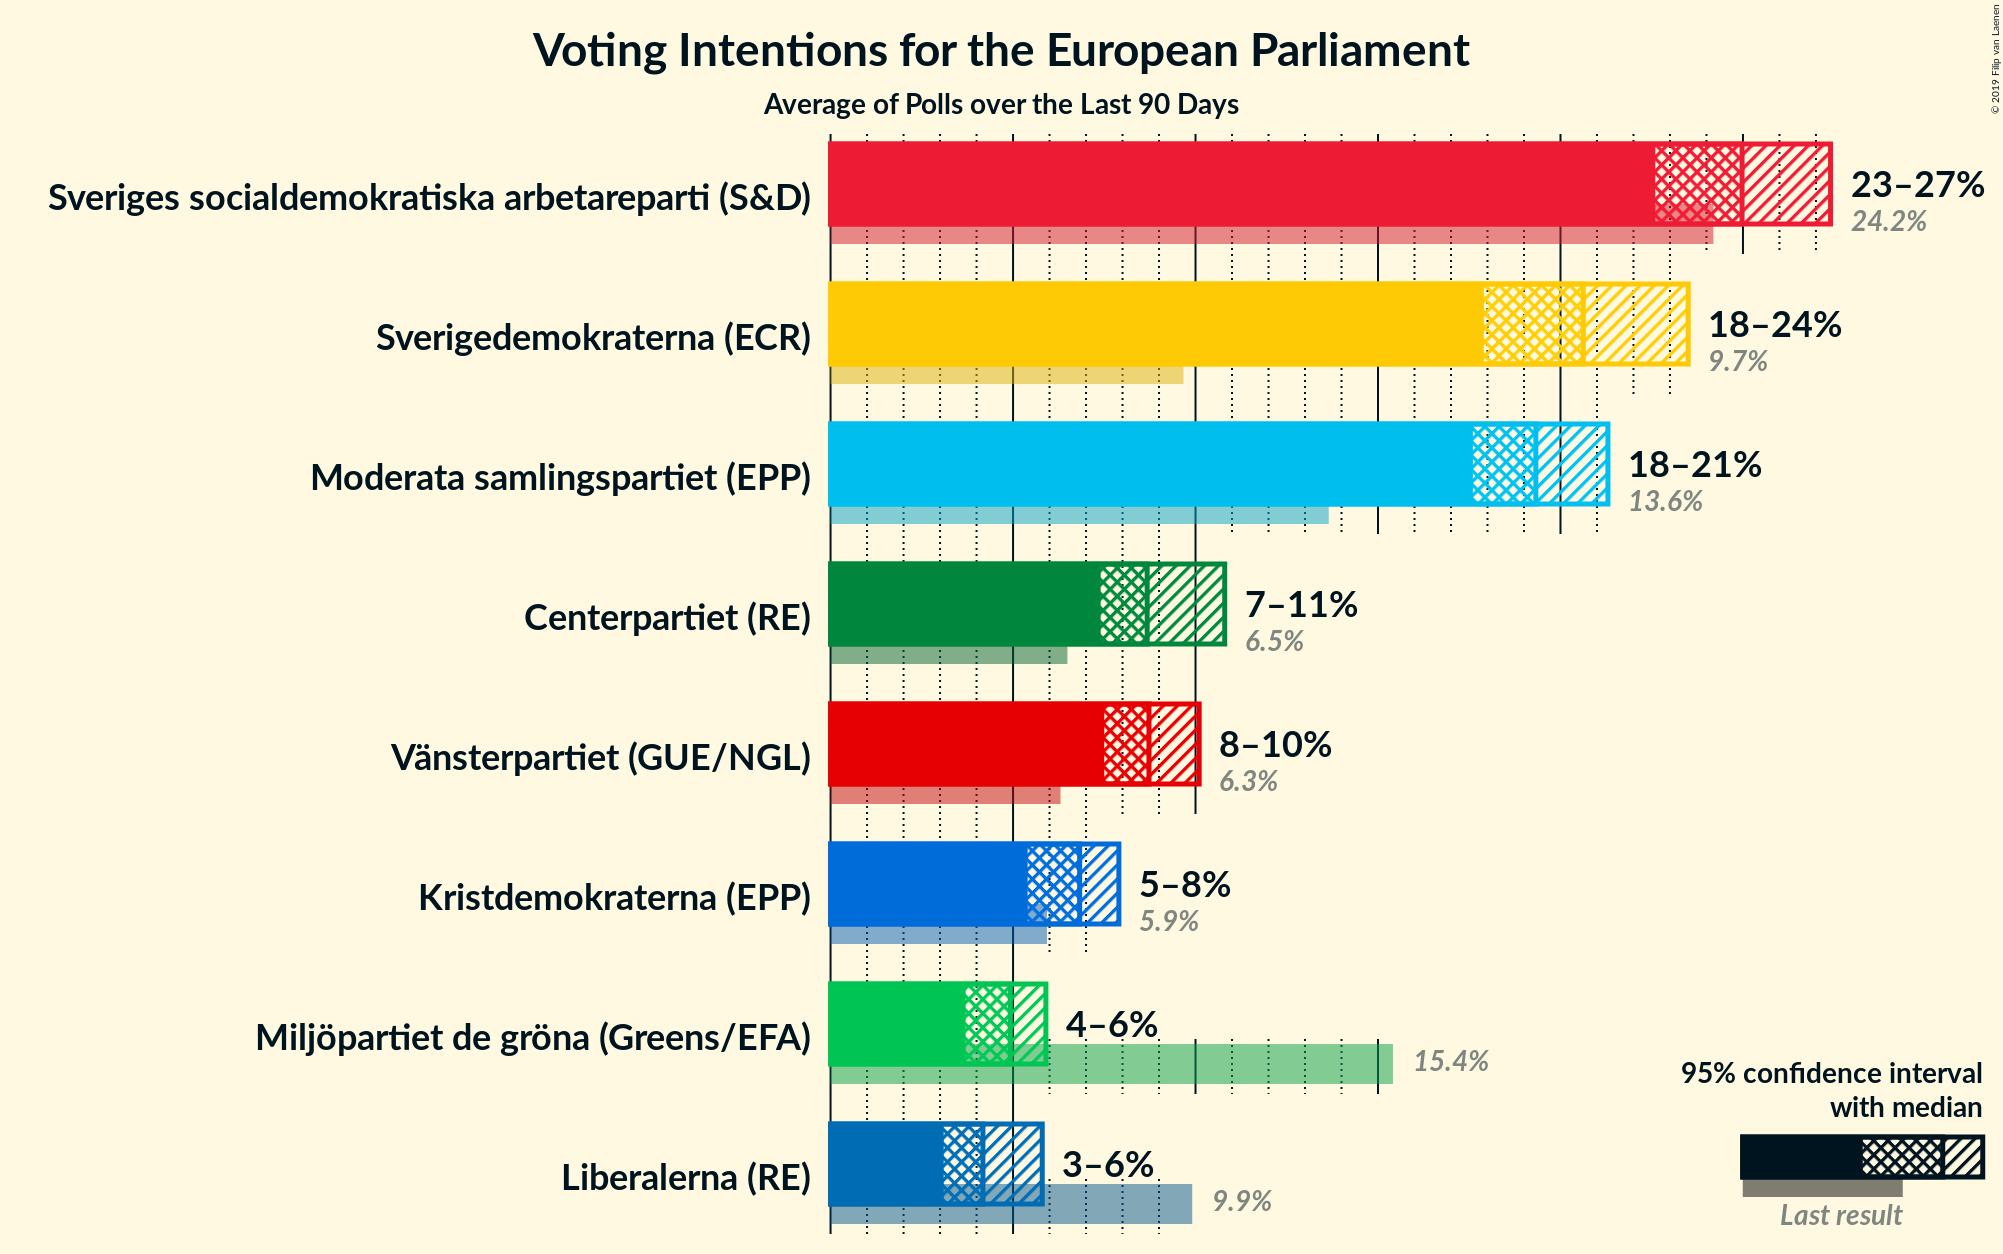 Voting Intentions for the European Parliament
Average of Polls over the Last 90 Days
© 2019 Filip van Laenen
Sveriges socialdemokratiska arbetareparti (S&D)
23–27%
24.2%
Sverigedemokraterna (ECR)
18–24%
9.7%
Moderata samlingspartiet (EPP)
18–21%
13.6%
Centerpartiet (RE)
7–11%
6.5%
Vänsterpartiet (GUE/NGL)
8–10%
6.3%
Kristdemokraterna (EPP)
5–8%
5.9%
Miljöpartiet de gröna (Greens/EFA)
4–6%
15.4%
Liberalerna (RE)
3–6%
9.9%
95% confidence interval
with median
Last result